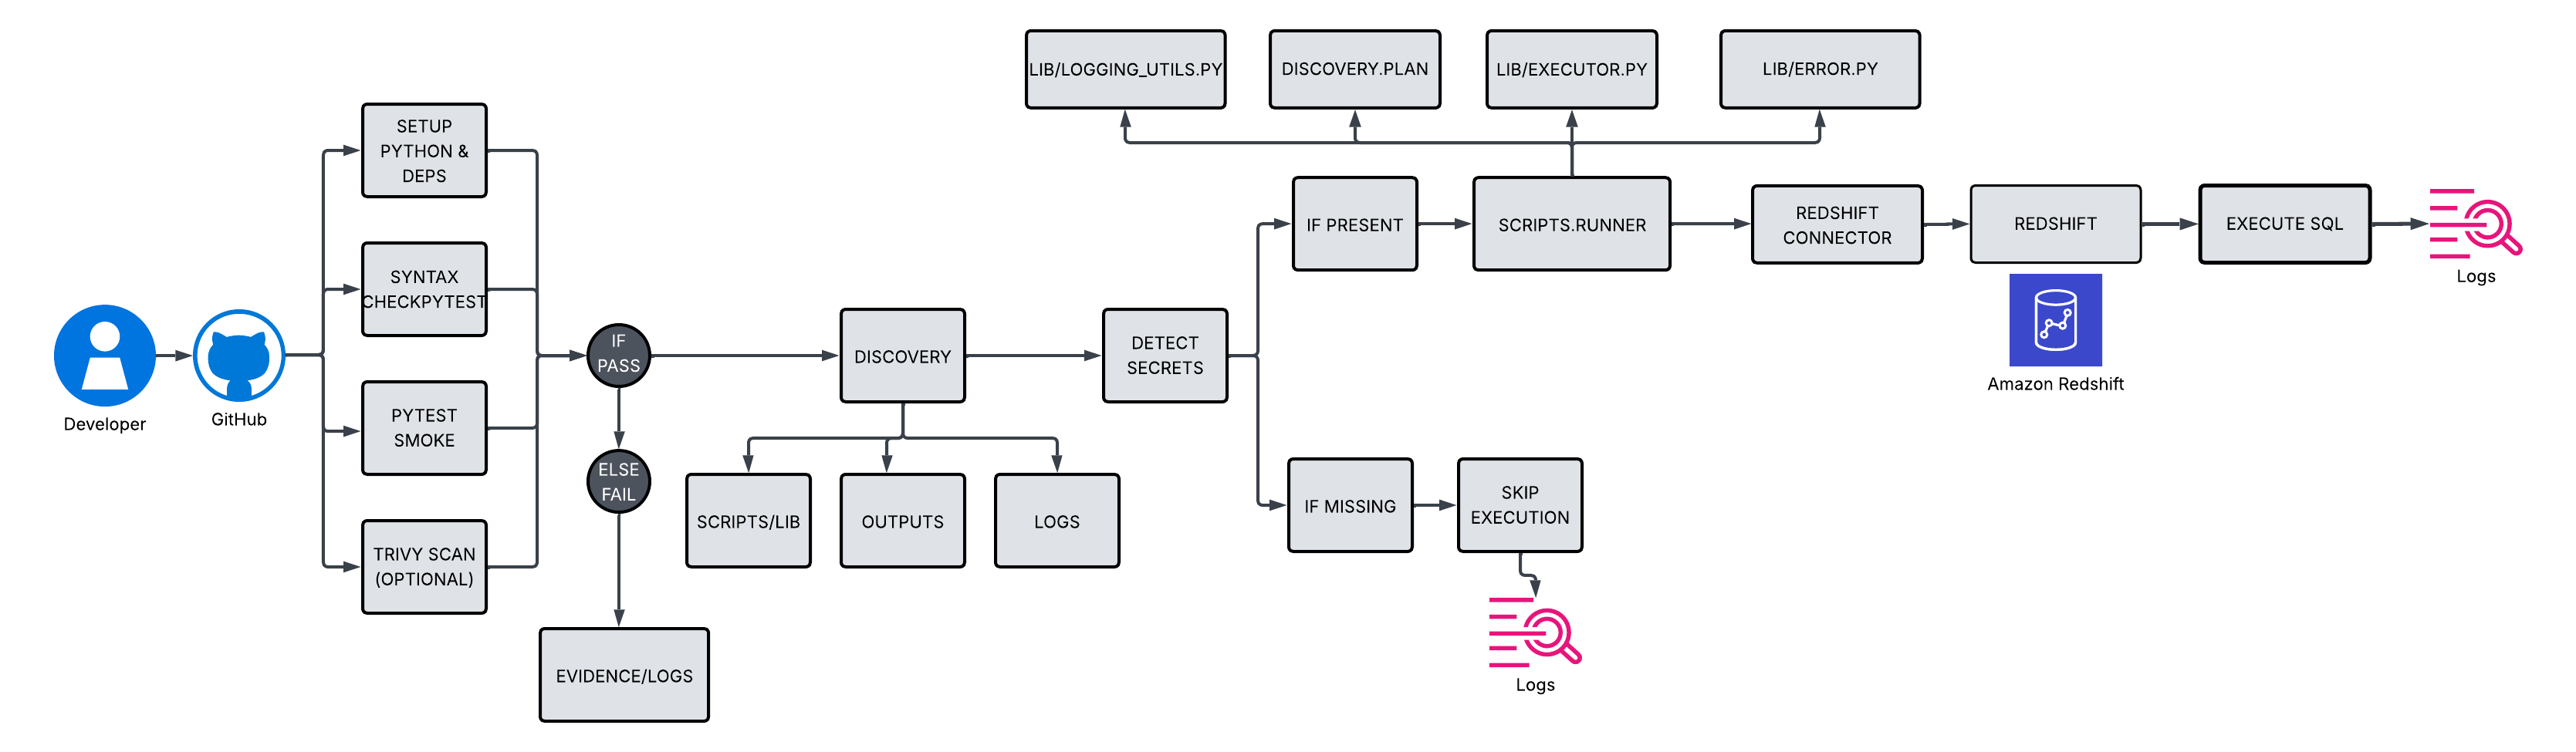 Developer
GitHub
SETUP
PYTHON &
DEPS
SYNTAX
CHECKPYTEST
PYTEST
SMOKE
TRIVY SCAN
(OPTIONAL)
IF
PASS
ELSE
FAIL
EVIDENCE/LOGS
DISCOVERY
SCRIPTS/LIB
OUTPUTS
LOGS
DETECT
SECRETS
IF PRESENT
SCRIPTS.RUNNER
LIB/LOGGING_UTILS.PY
DISCOVERY.PLAN
LIB/EXECUTOR.PY
LIB/ERROR.PY
REDSHIFT
CONNECTOR
REDSHIFT
Amazon Redshift
EXECUTE SQL
Logs
IF MISSING
SKIP
EXECUTION
Logs